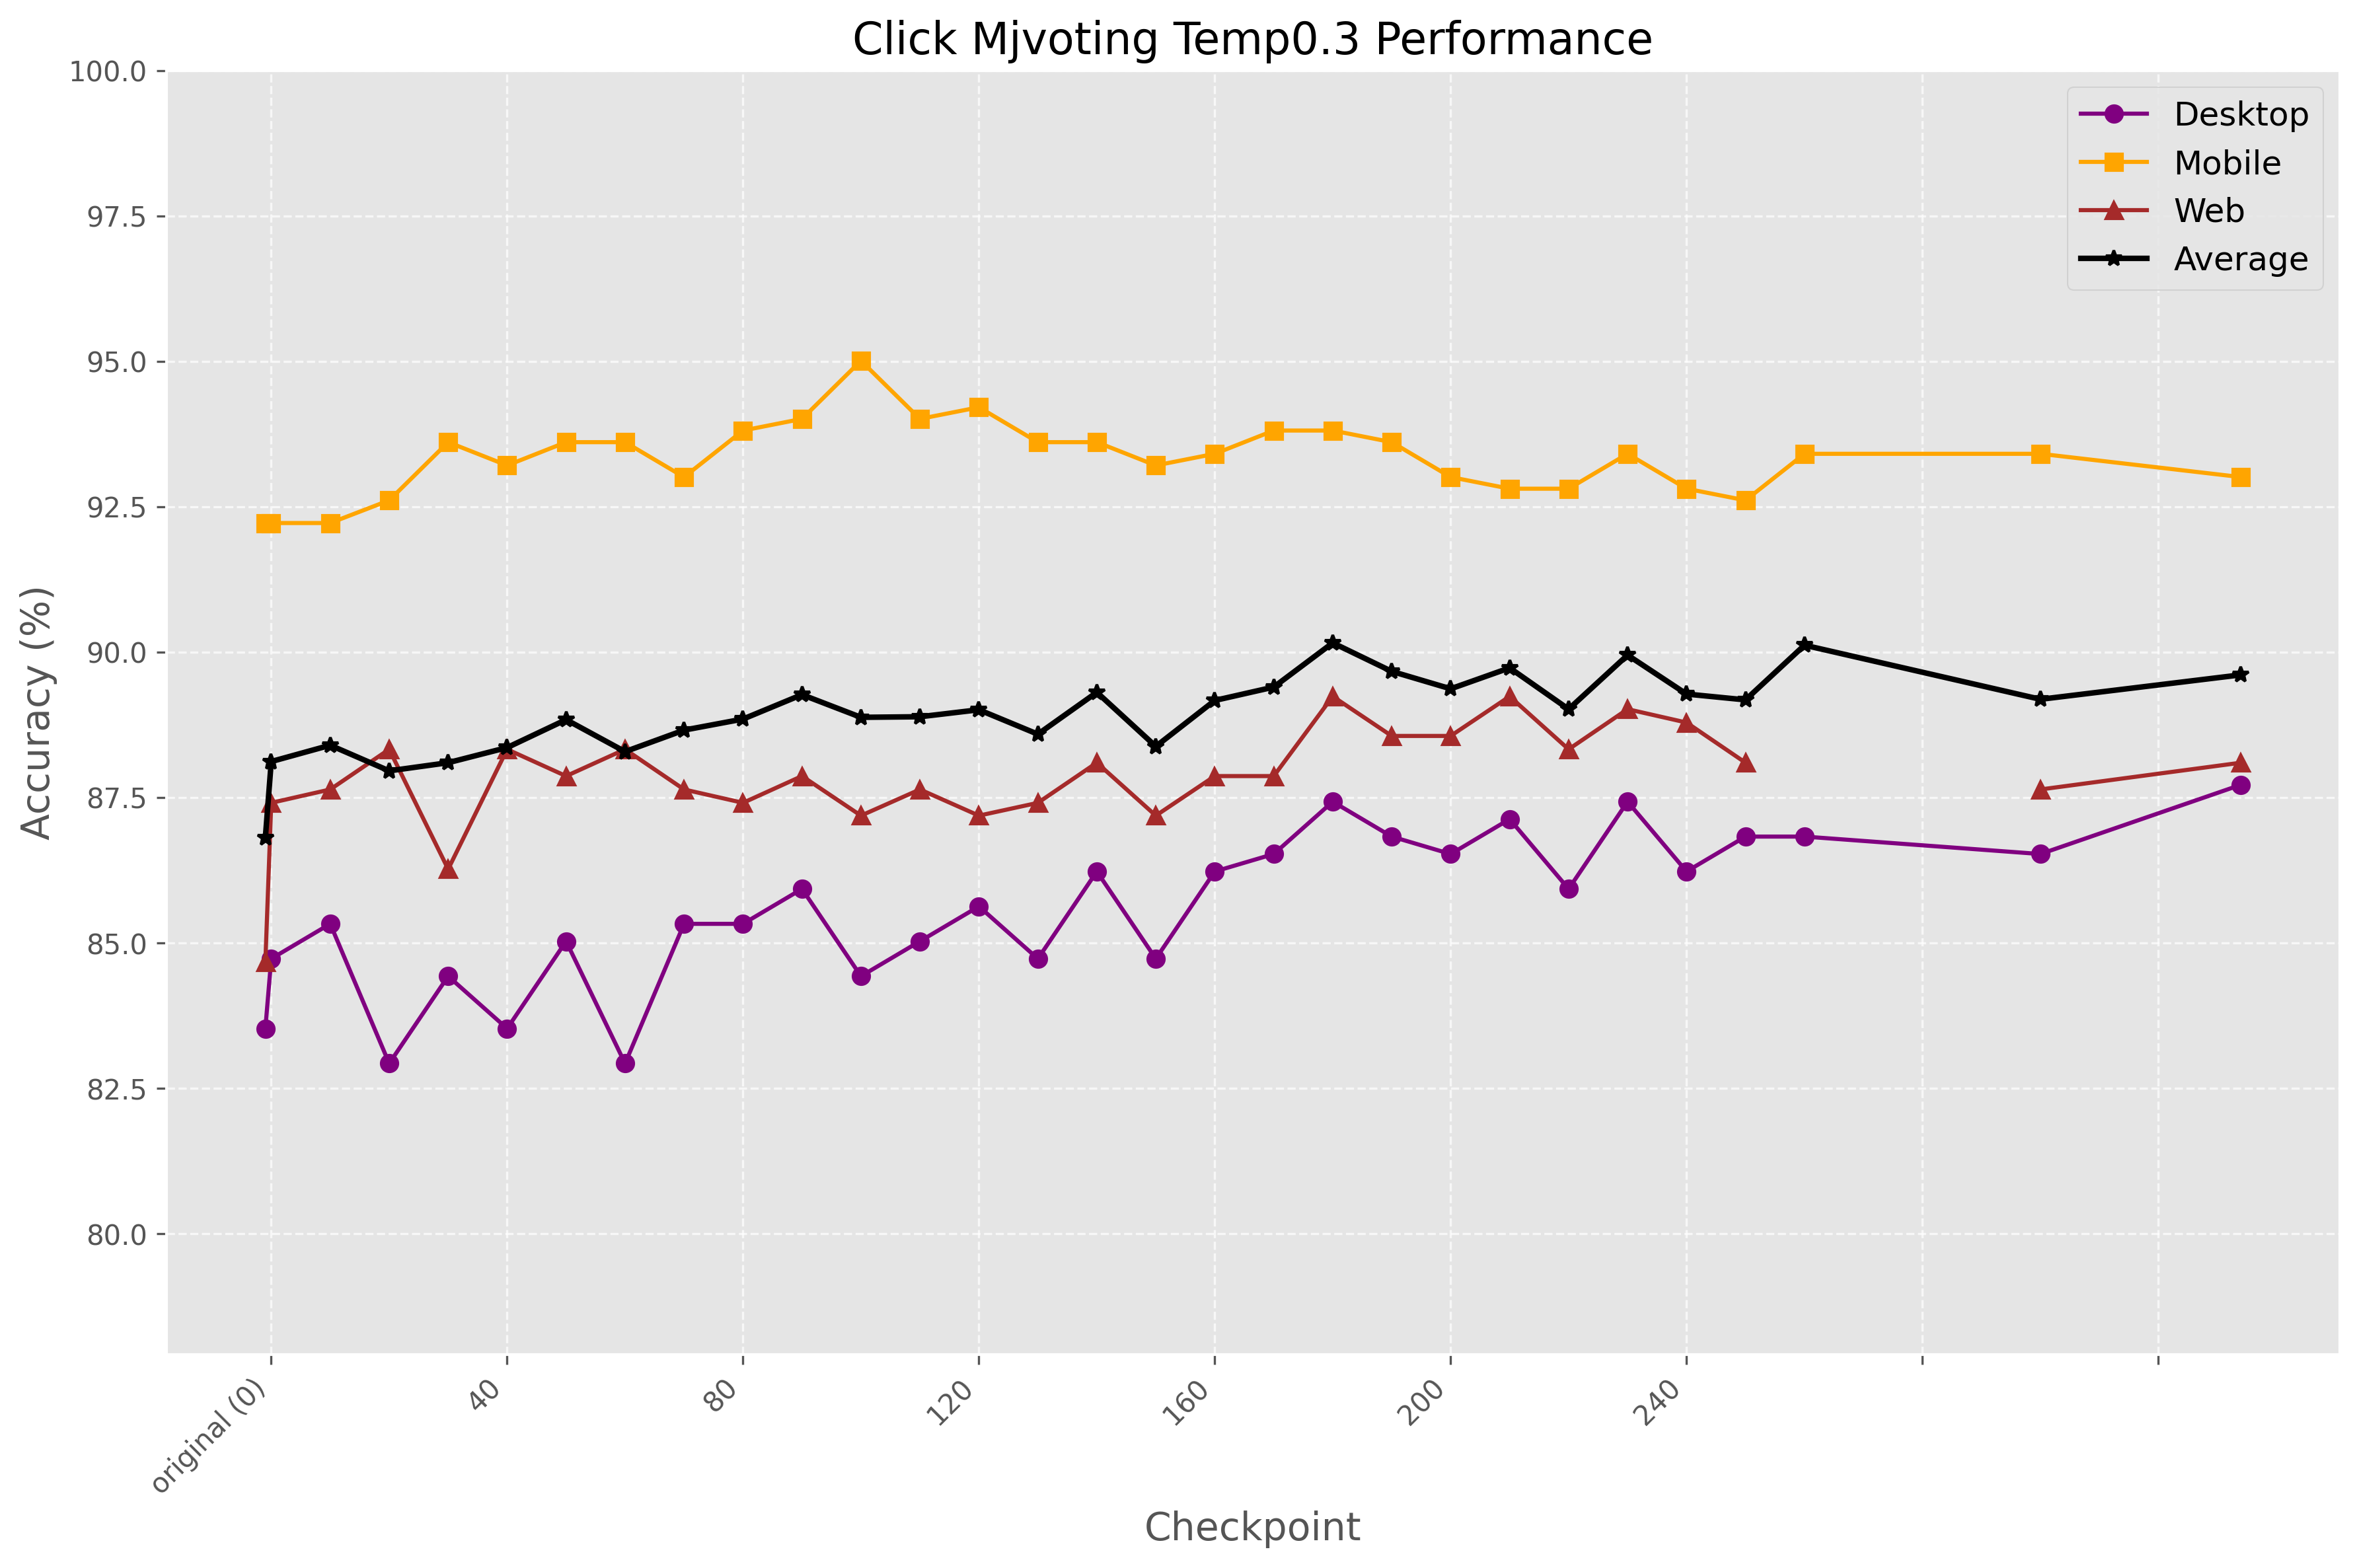 Click Mjvoting Temp0.3 Performance
100.0
97.5
95.0
92.5
90.0
87.5
85.0
82.5
80.0
Accuracy (%)
Desktop
Mobile
Web
Average
original (0)
40
80
120
160
200
240
Checkpoint